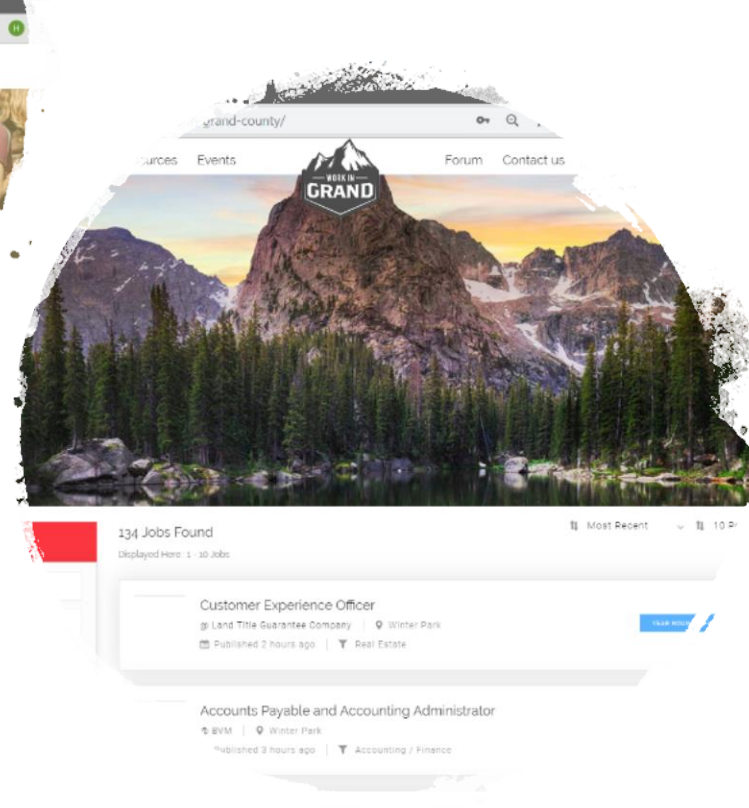 H
grand-county/
Events
Forum Contact us
WORK IN
GRAND
134 Jobs Found
Most Recent
10
Displayed Here: 1 - 10 Jobs
Customer Experience Officer
@ Land Title Guarantee Company | Winter Park
Published 2 hours ago | Real Estate
Accounts Payable and Accounting Administrator
BVM | Winter Park
Published 3 hours ago | Accounting / Finance